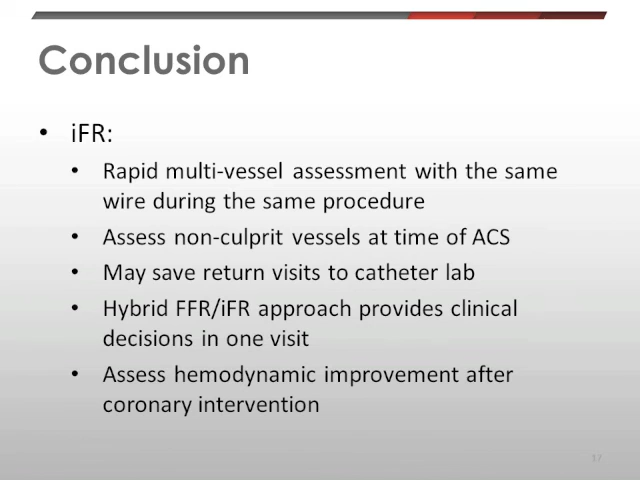 Conclusion
• iFR:
• Rapid multi-vessel assessment with the same
wire during the same procedure
• Assess non-culprit vessels at time of ACS
• May save return visits to catheter lab
• Hybrid FFR/iFR approach provides clinical
decisions in one visit
• Assess hemodynamic improvement after
coronary intervention
17